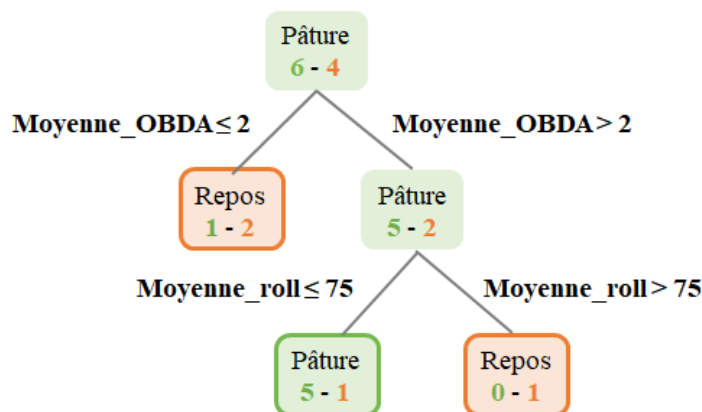 Pâture
6 - 4
Moyenne_OBDA ≤ 2
Moyenne_OBDA > 2
Repos
1 - 2
Pâture
5 - 2
Moyenne_roll ≤ 75
Moyenne_roll > 75
Pâture
5 - 1
Repos
0 - 1